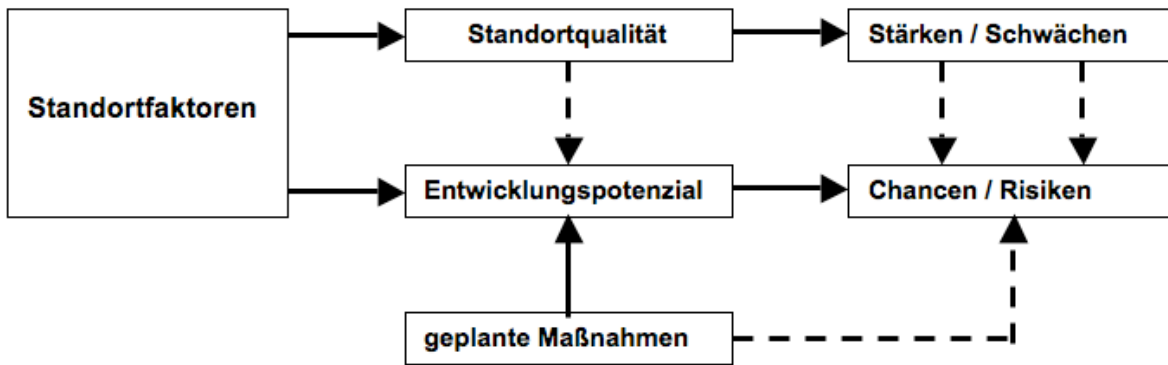 Standortfaktoren
Standortqualität
Stärken / Schwächen
Entwicklungspotenzial
Chancen / Risiken
geplante Maßnahmen